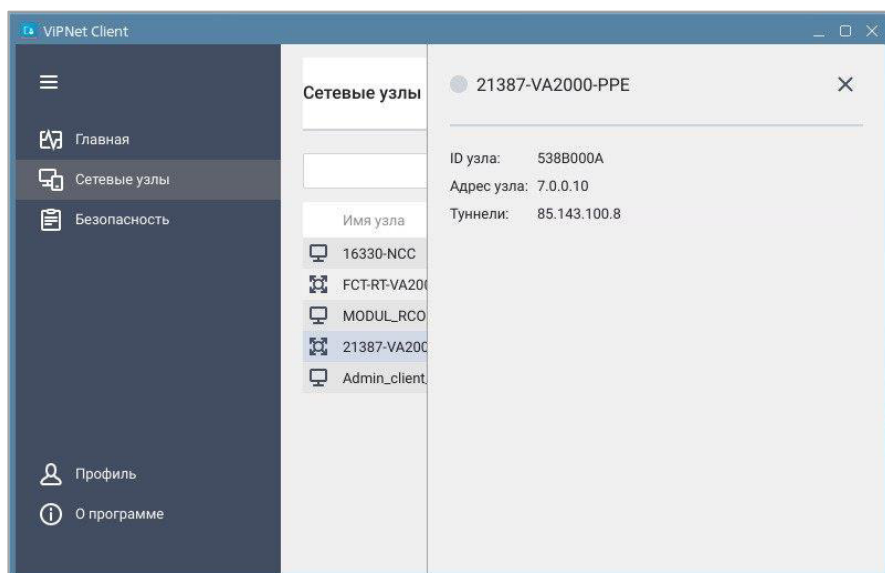 ViPNet Client
Главная
Сетевые узлы
Безопасность
Профиль
О программе
Сетевые узлы
Имя узла
16330-NCC
FCT-RT-VA200
MODUL_RCO
21387-VA200
Admin_client_
21387-VA2000-PPE
ID узла: 538B000A
Адрес узла: 7.0.0.10
Туннели: 85.143.100.8